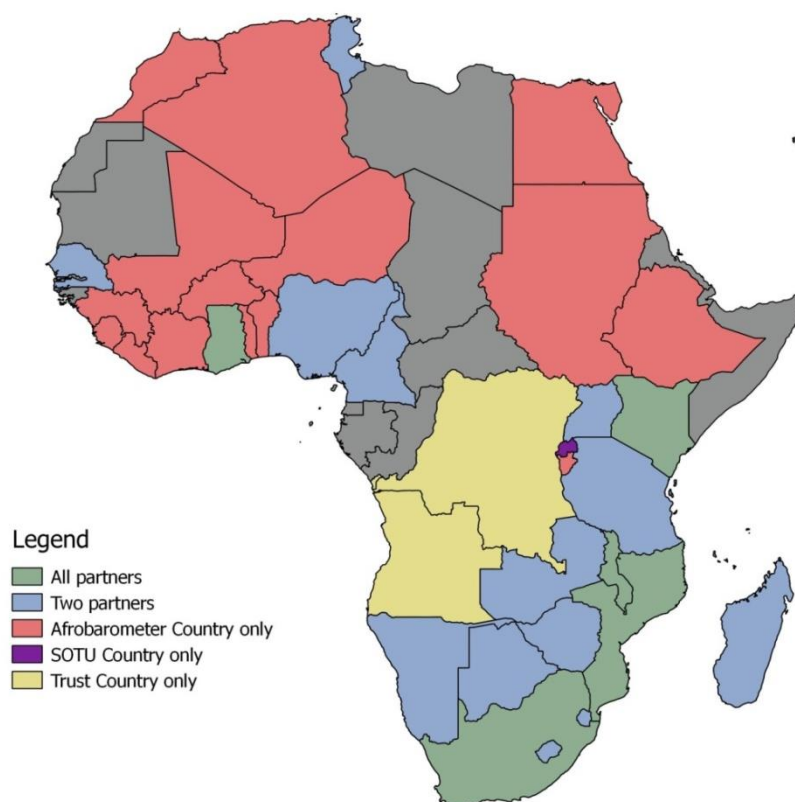 Legend
All partners
Two partners
Afrobarometer Country only
SOTU Country only
Trust Country only